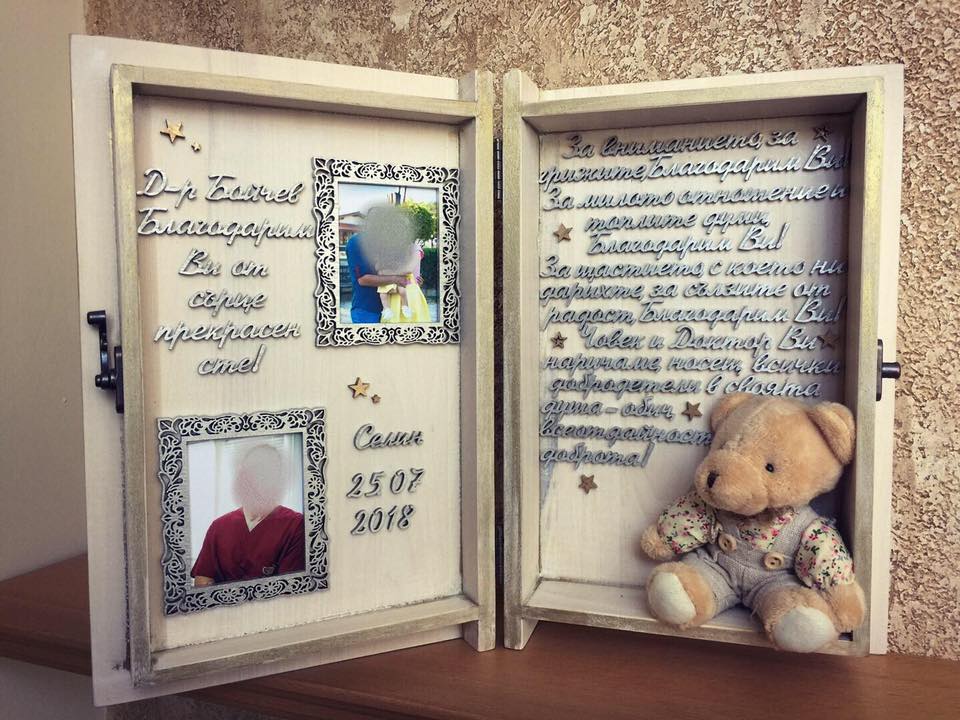 Д-р Бойчев
Благодарим
Ви от
сърце
прекрасен
сте!
Селин
25.07
2018
За вниманието, за
грижите, Благодарим Ви!
За милото отношение и
топлите думи,
Благодарим Ви!
За щастието, с което ни
дарихте, за сълзите от
радост, Благодарим Ви!
Човек и Доктор Ви
наричаме, носещ всички
добродетели в своята
душа - обич,
всеотдайност
доброта!